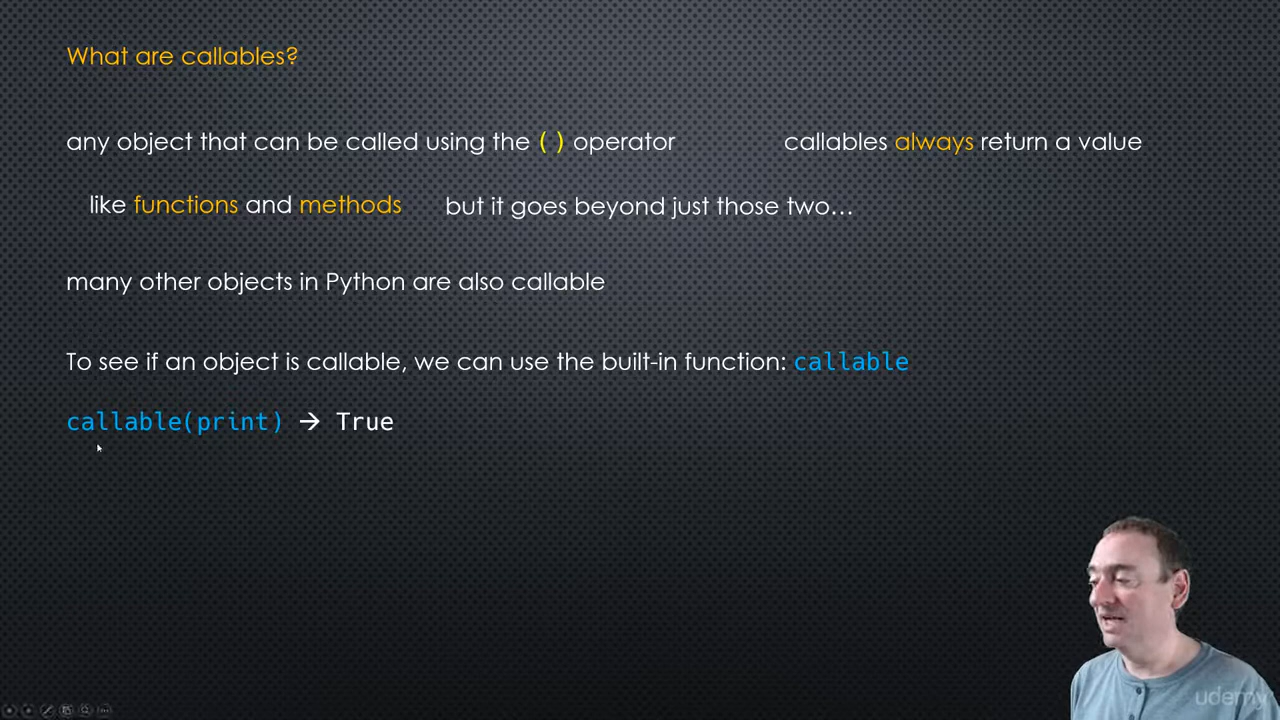 What are callables?
any object that can be called using the () operator
callables always return a value
like functions and methods
but it goes beyond just those two…
many other objects in Python are also callable
To see if an object is callable, we can use the built-in function: callable
callable(print) → True
udemy